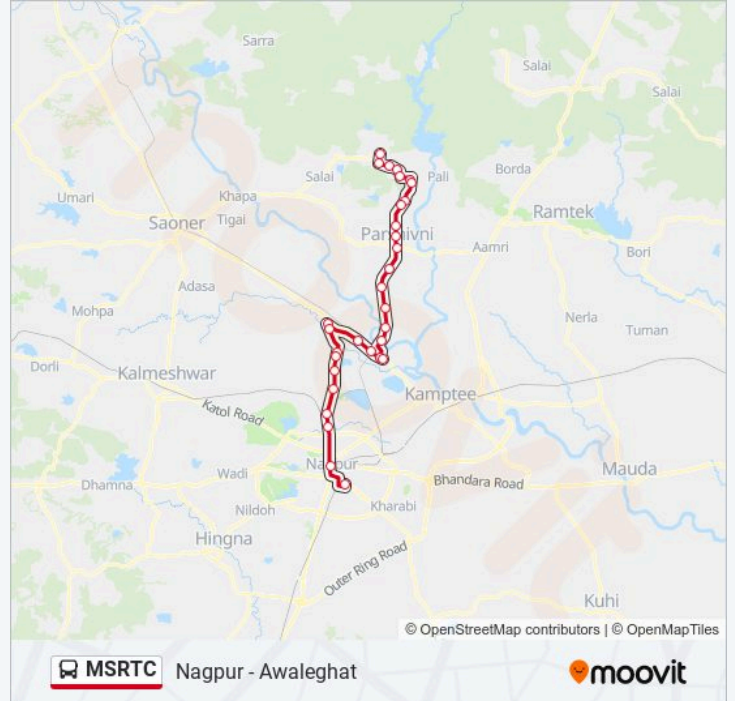 Sarra
Salai
Salai
Salai
Pali
Borda
Umari
Khapa
Ramtek
Saoner
Tigai
Aamri
Bori
Adasa
Mohpa
Nerla
Tuman
Dorli
Kalmeshwar
Kamptee
Katol Road
Wadi
Mauda
Dhamna
Bhandara Road
Nildoh
Kharabi
Hingna
Outer Ring Road
Kuhi
© OpenStreetMap contributors | © OpenMapTiles
MSRTC
Nagpur - Awaleghat
moovit